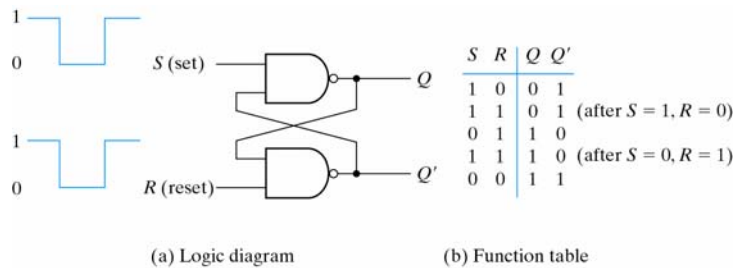 1
0
S (set)
Q
1
0
R (reset)
Q'
S R Q Q'
1 0 0 1
1 1 0 1 (after S = 1, R = 0)
0 1 1 0
1 1 1 0 (after S = 0, R = 1)
0 0 1 1
(a) Logic diagram
(b) Function table